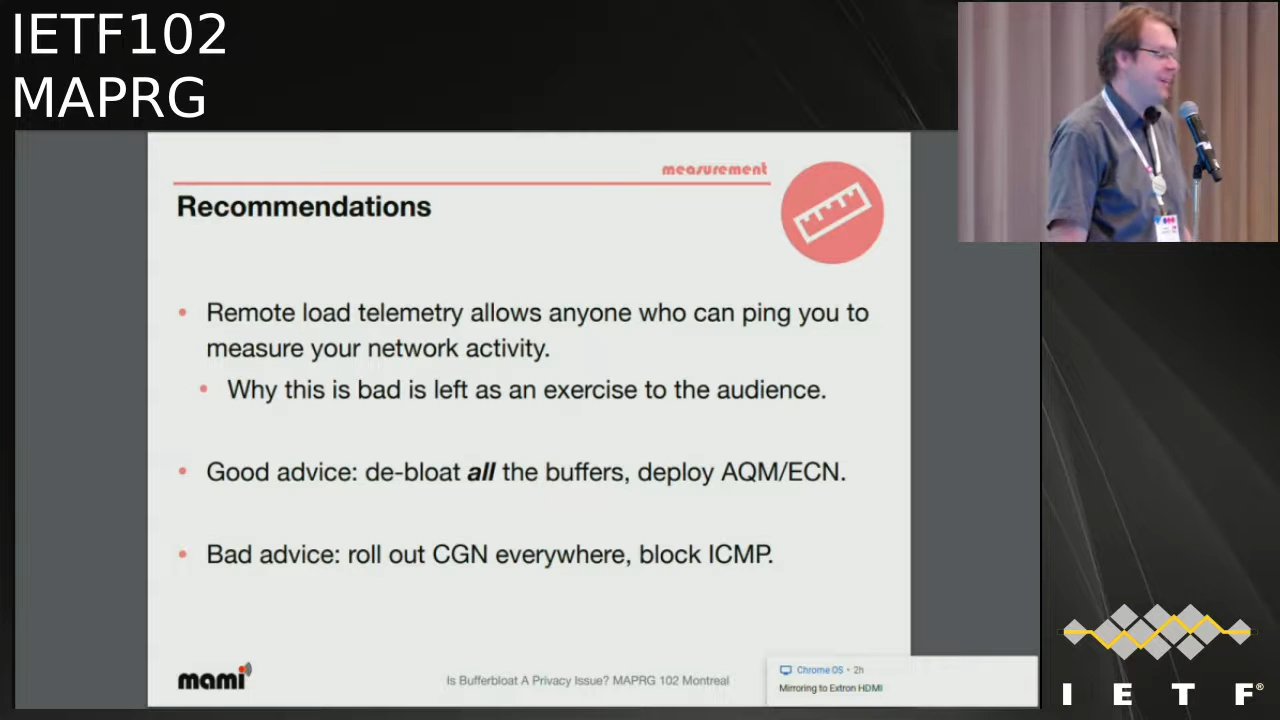 IETF102
MAPRG
measurement
Recommendations
• Remote load telemetry allows anyone who can ping you to
measure your network activity.
• Why this is bad is left as an exercise to the audience.
• Good advice: de-bloat all the buffers, deploy AQM/ECN.
• Bad advice: roll out CGN everywhere, block ICMP.
mami
Is Bufferbloat A Privacy Issue? MAPRG 102 Montreal
Chrome OS • 2h
Mirroring to Extron HDMI
I E T F®